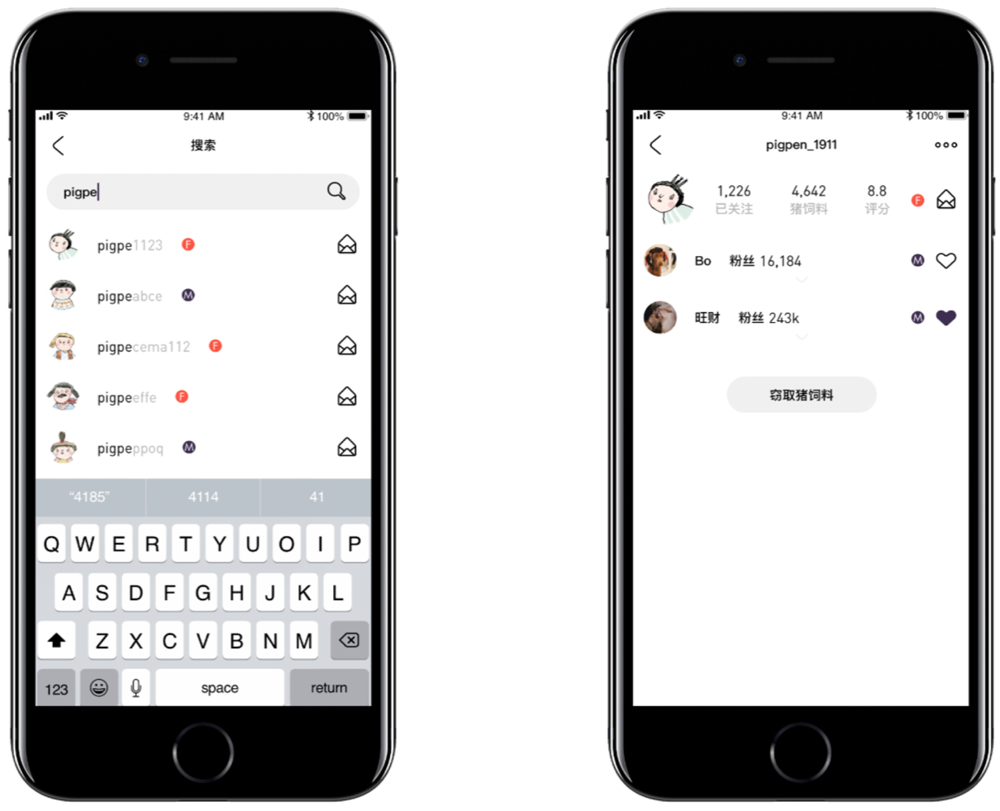 9:41 AM 100%
搜索
pigpe
pigpe1123 F
pigpeabce M
pigpecema112 F
pigpeeffe F
pigpeppoq M
“4185” 4114 41
Q W E R T Y U O I P
A S D F G H J K L
Z X C V B N M
123 space return
9:41 AM 100%
pigpen_1911
1,226 4,642 8.8
已关注 猪饲料 评分 F
Bo 粉丝 16,184 M
旺财 粉丝 243k M
窃取猪饲料